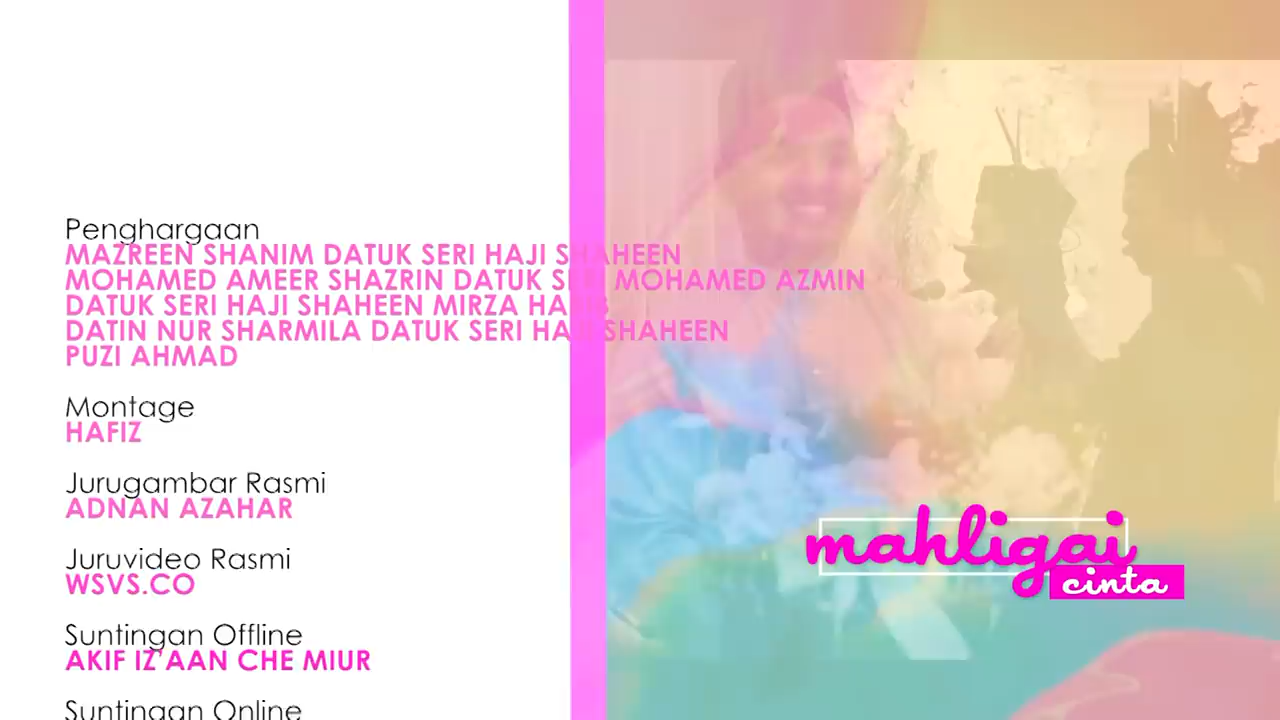 Penghargaan
MAZREEN SHANIM DATUK SERI HAJI SHAHEEN
MOHAMED AMEER SHAZRIN DATUK SERI MOHAMED AZMIN
DATUK SERI HAJI SHAHEEN MIRZA HABIB
DATIN NUR SHARMILA DATUK SERI HAJI SHAHEEN
PUZI AHMAD
Montage
HAFIZ
Jurugambar Rasmi
ADNAN AZAHAR
Juruvideo Rasmi
WSVS.CO
Suntingan Offline
AKIF IZ'AAN CHE MIUR
Suntingan Online
mahligai
cinta